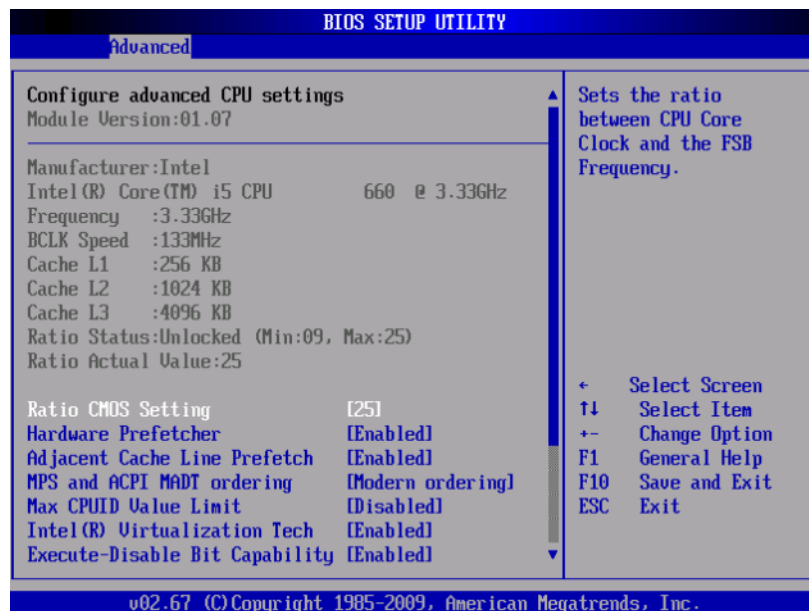 BIOS SETUP UTILITY
Advanced
Configure advanced CPU settings
Module Version:01.07
Manufacturer:Intel
Intel(R) Core(TM) i5 CPU 660 @ 3.33GHz
Frequency :3.33GHz
BCLK Speed :133MHz
Cache L1 :256 KB
Cache L2 :1024 KB
Cache L3 :4096 KB
Ratio Status:Unlocked (Min:09, Max:25)
Ratio Actual Value:25
Ratio CMOS Setting [25]
Hardware Prefetcher [Enabled]
Adjacent Cache Line Prefetch [Enabled]
MPS and ACPI MADT ordering [Modern ordering]
Max CPUID Value Limit [Disabled]
Intel(R) Virtualization Tech [Enabled]
Execute-Disable Bit Capability [Enabled]
Sets the ratio
between CPU Core
Clock and the FSB
Frequency.
← Select Screen
↑↓ Select Item
+- Change Option
F1 General Help
F10 Save and Exit
ESC Exit
v02.67 (C)Copyright 1985-2009, American Megatrends, Inc.